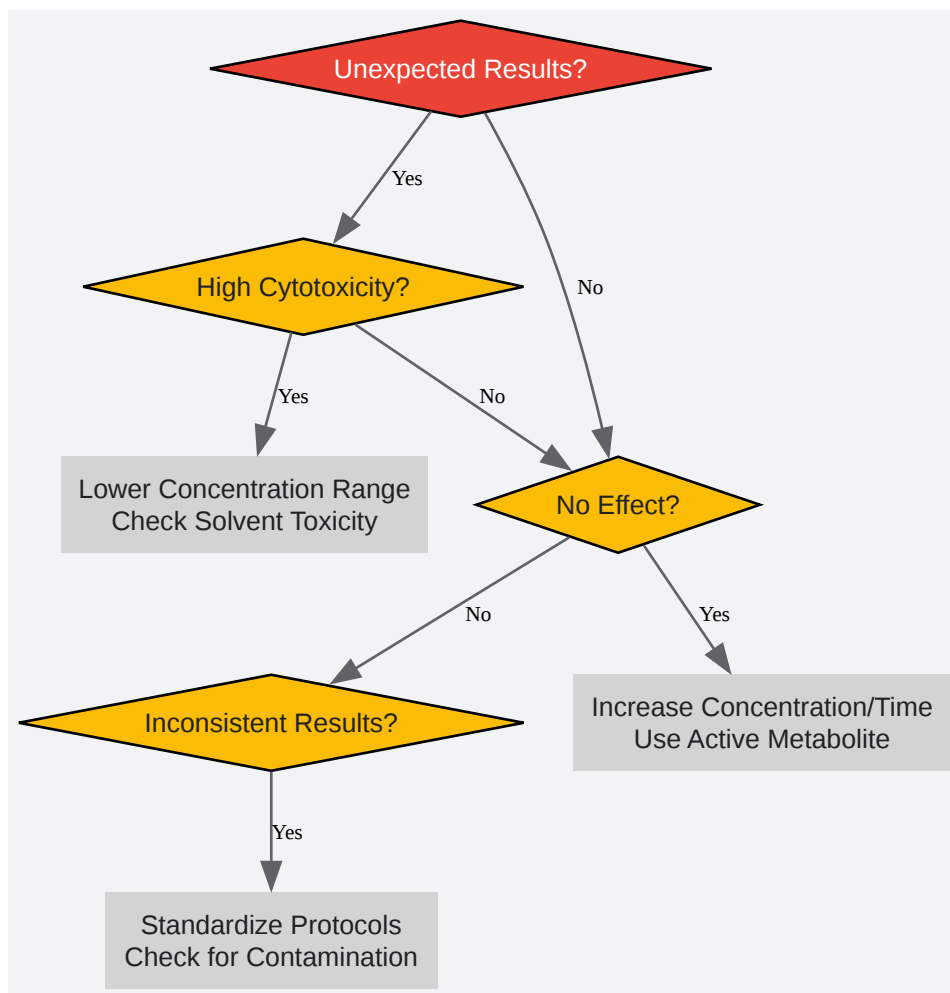 Unexpected Results?
Yes
High Cytotoxicity?
No
Yes
No
Lower Concentration Range
Check Solvent Toxicity
No Effect?
No
Yes
Inconsistent Results?
Increase Concentration/Time
Use Active Metabolite
Yes
Standardize Protocols
Check for Contamination